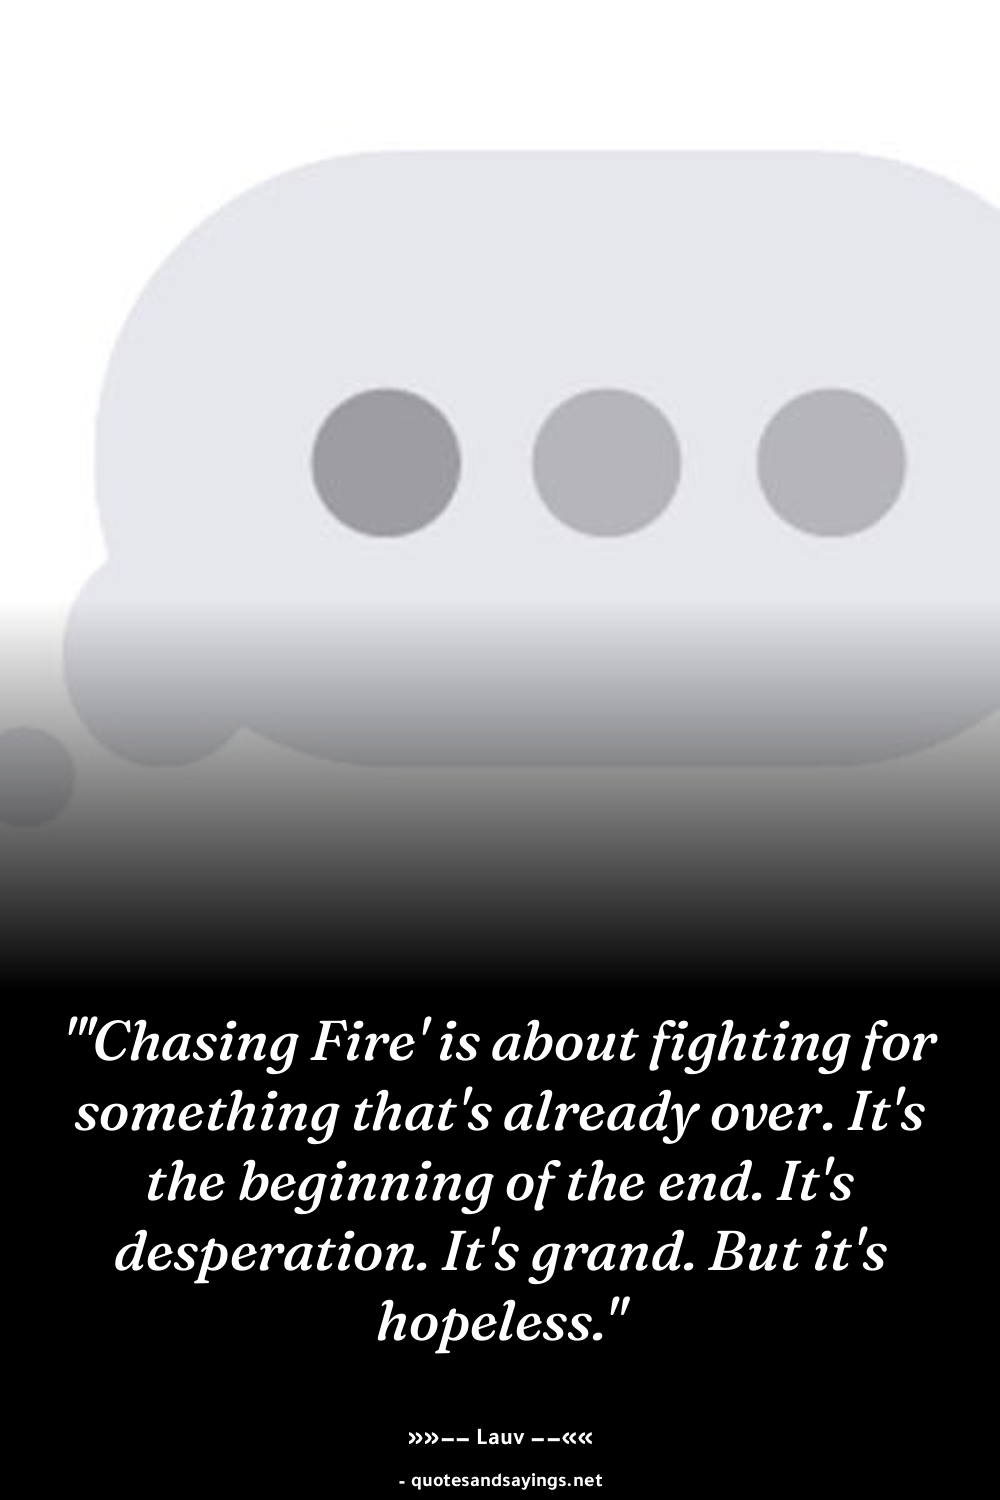 "'Chasing Fire' is about fighting for
something that's already over. It's
the beginning of the end. It's
desperation. It's grand. But it's
hopeless."
»»–– Lauv ––««
- quotesandsayings.net